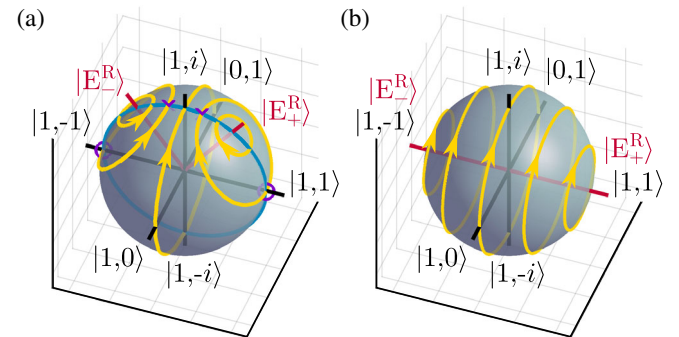 (a)
(b)
|1,i⟩
|0,1⟩
|E₋ᴿ⟩
|E₊ᴿ⟩
|1,-1⟩
|1,1⟩
|1,0⟩
|1,-i⟩
|1,i⟩
|0,1⟩
|E₋ᴿ⟩
|1,-1⟩
|E₊ᴿ⟩
|1,1⟩
|1,0⟩
|1,-i⟩